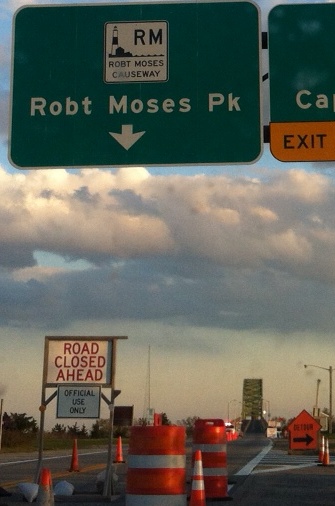 RM
ROBT MOSES
CAUSEWAY
Robt Moses Pk
EXIT
ROAD
CLOSED
AHEAD
OFFICIAL
USE
ONLY
DETOUR